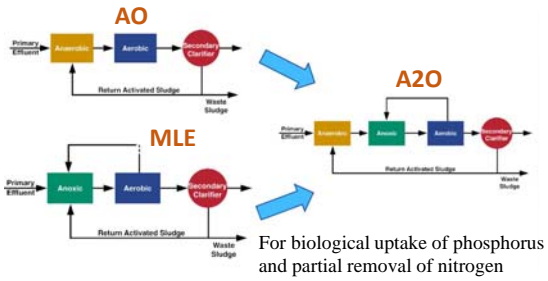 AO
Primary
Effluent
Anaerobic
Aerobic
Secondary
Clarifier
Return Activated Sludge
Waste
Sludge
MLE
Primary
Effluent
Anoxic
Aerobic
Secondary
Clarifier
Return Activated Sludge
Waste
Sludge
A2O
Primary
Effluent
Anaerobic
Anoxic
Aerobic
Secondary
Clarifier
Return Activated Sludge
Waste
Sludge
For biological uptake of phosphorus
and partial removal of nitrogen